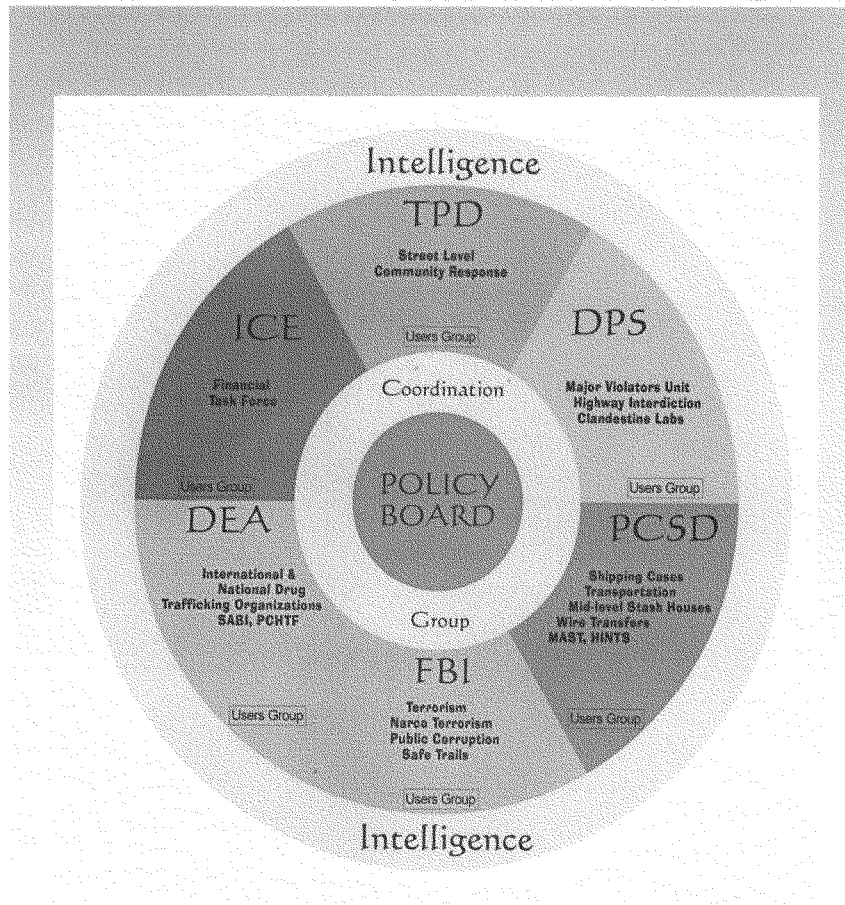 Intelligence
TPD
Street Level
Community Response
Users Group
DPS
Major Violators Unit
Highway Interdiction
Clandestine Labs
Users Group
PCSD
Shipping Cases
Transportation
Mid-level Stash Houses
Wire Transfers
MAST, HINTS
Users Group
FBI
Terrorism
Narco Terrorism
Public Corruption
Safe Trails
Users Group
DEA
International &
National Drug
Trafficking Organizations
SABI, PCHTF
Users Group
ICE
Financial
Task Force
Users Group
Coordination
POLICY
BOARD
Group
Intelligence